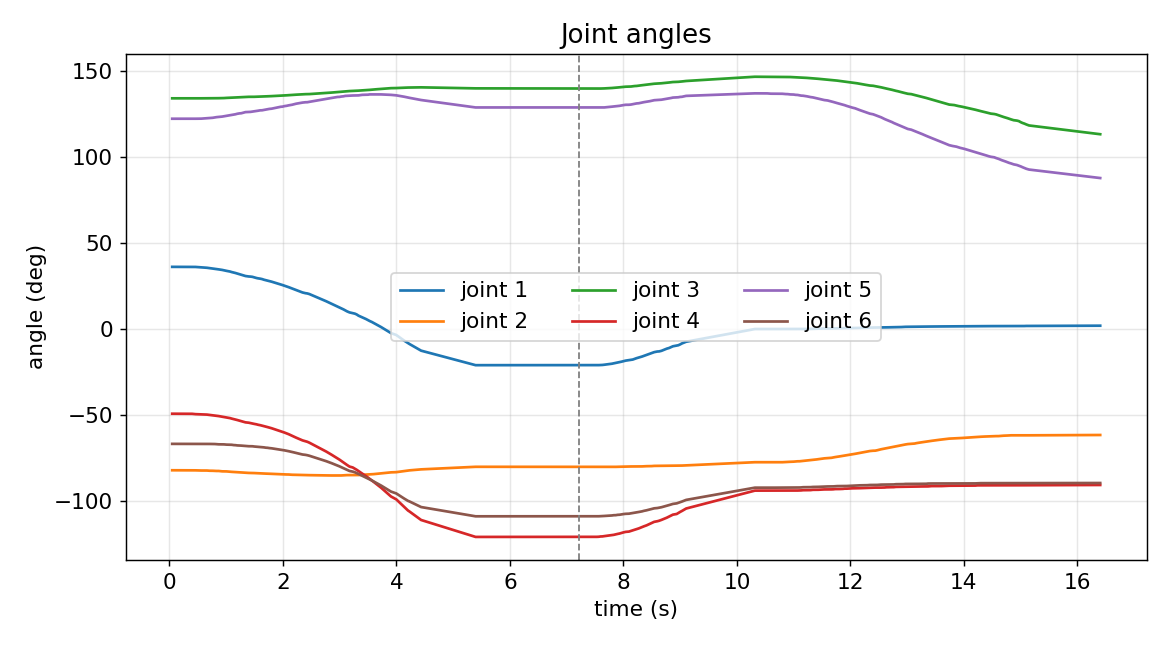 Joint angles
150
100
50
0
−50
−100
angle (deg)
joint 1 joint 3 joint 5
joint 2 joint 4 joint 6
0 2 4 6 8 10 12 14 16
time (s)